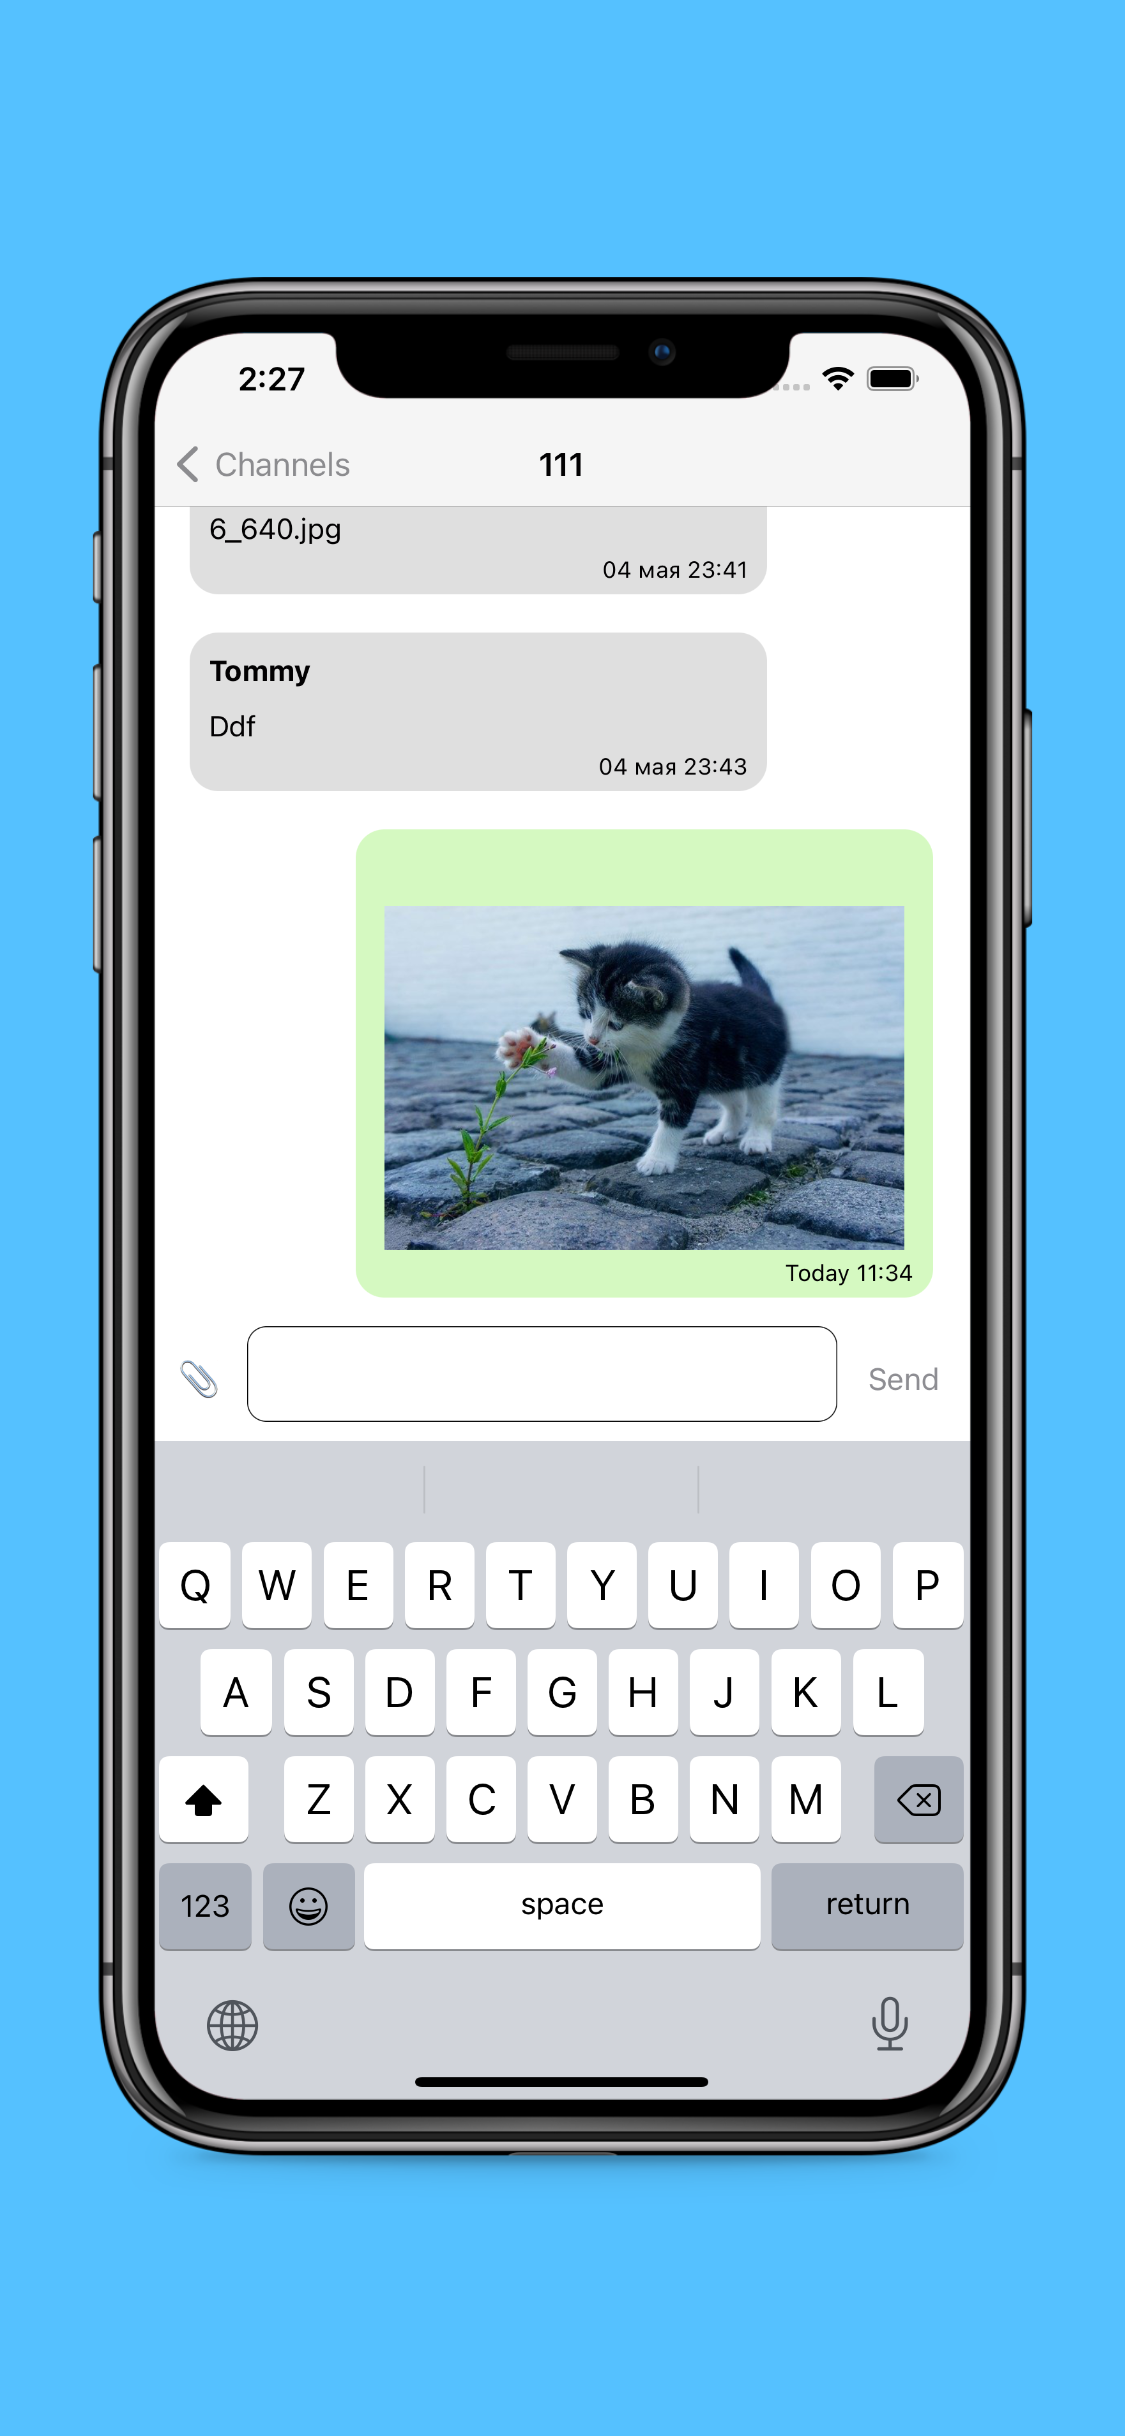 2:27
Channels
111
6_640.jpg
04 мая 23:41
Tommy
Ddf
04 мая 23:43
Today 11:34
Send
Q W E R T Y U I O P
A S D F G H J K L
Z X C V B N M
123 space return